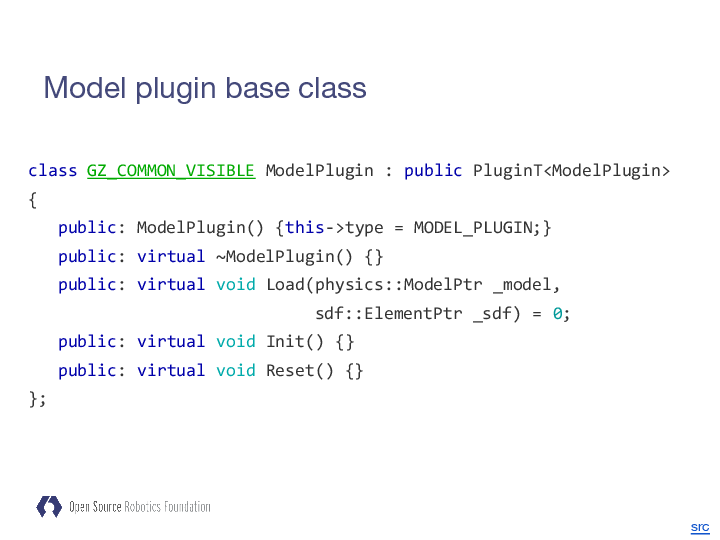 Model plugin base class
class GZ_COMMON_VISIBLE ModelPlugin : public PluginT<ModelPlugin>
{
   public: ModelPlugin() {this->type = MODEL_PLUGIN;}
   public: virtual ~ModelPlugin() {}
   public: virtual void Load(physics::ModelPtr _model,
                             sdf::ElementPtr _sdf) = 0;
   public: virtual void Init() {}
   public: virtual void Reset() {}
};
Open Source Robotics Foundation
src